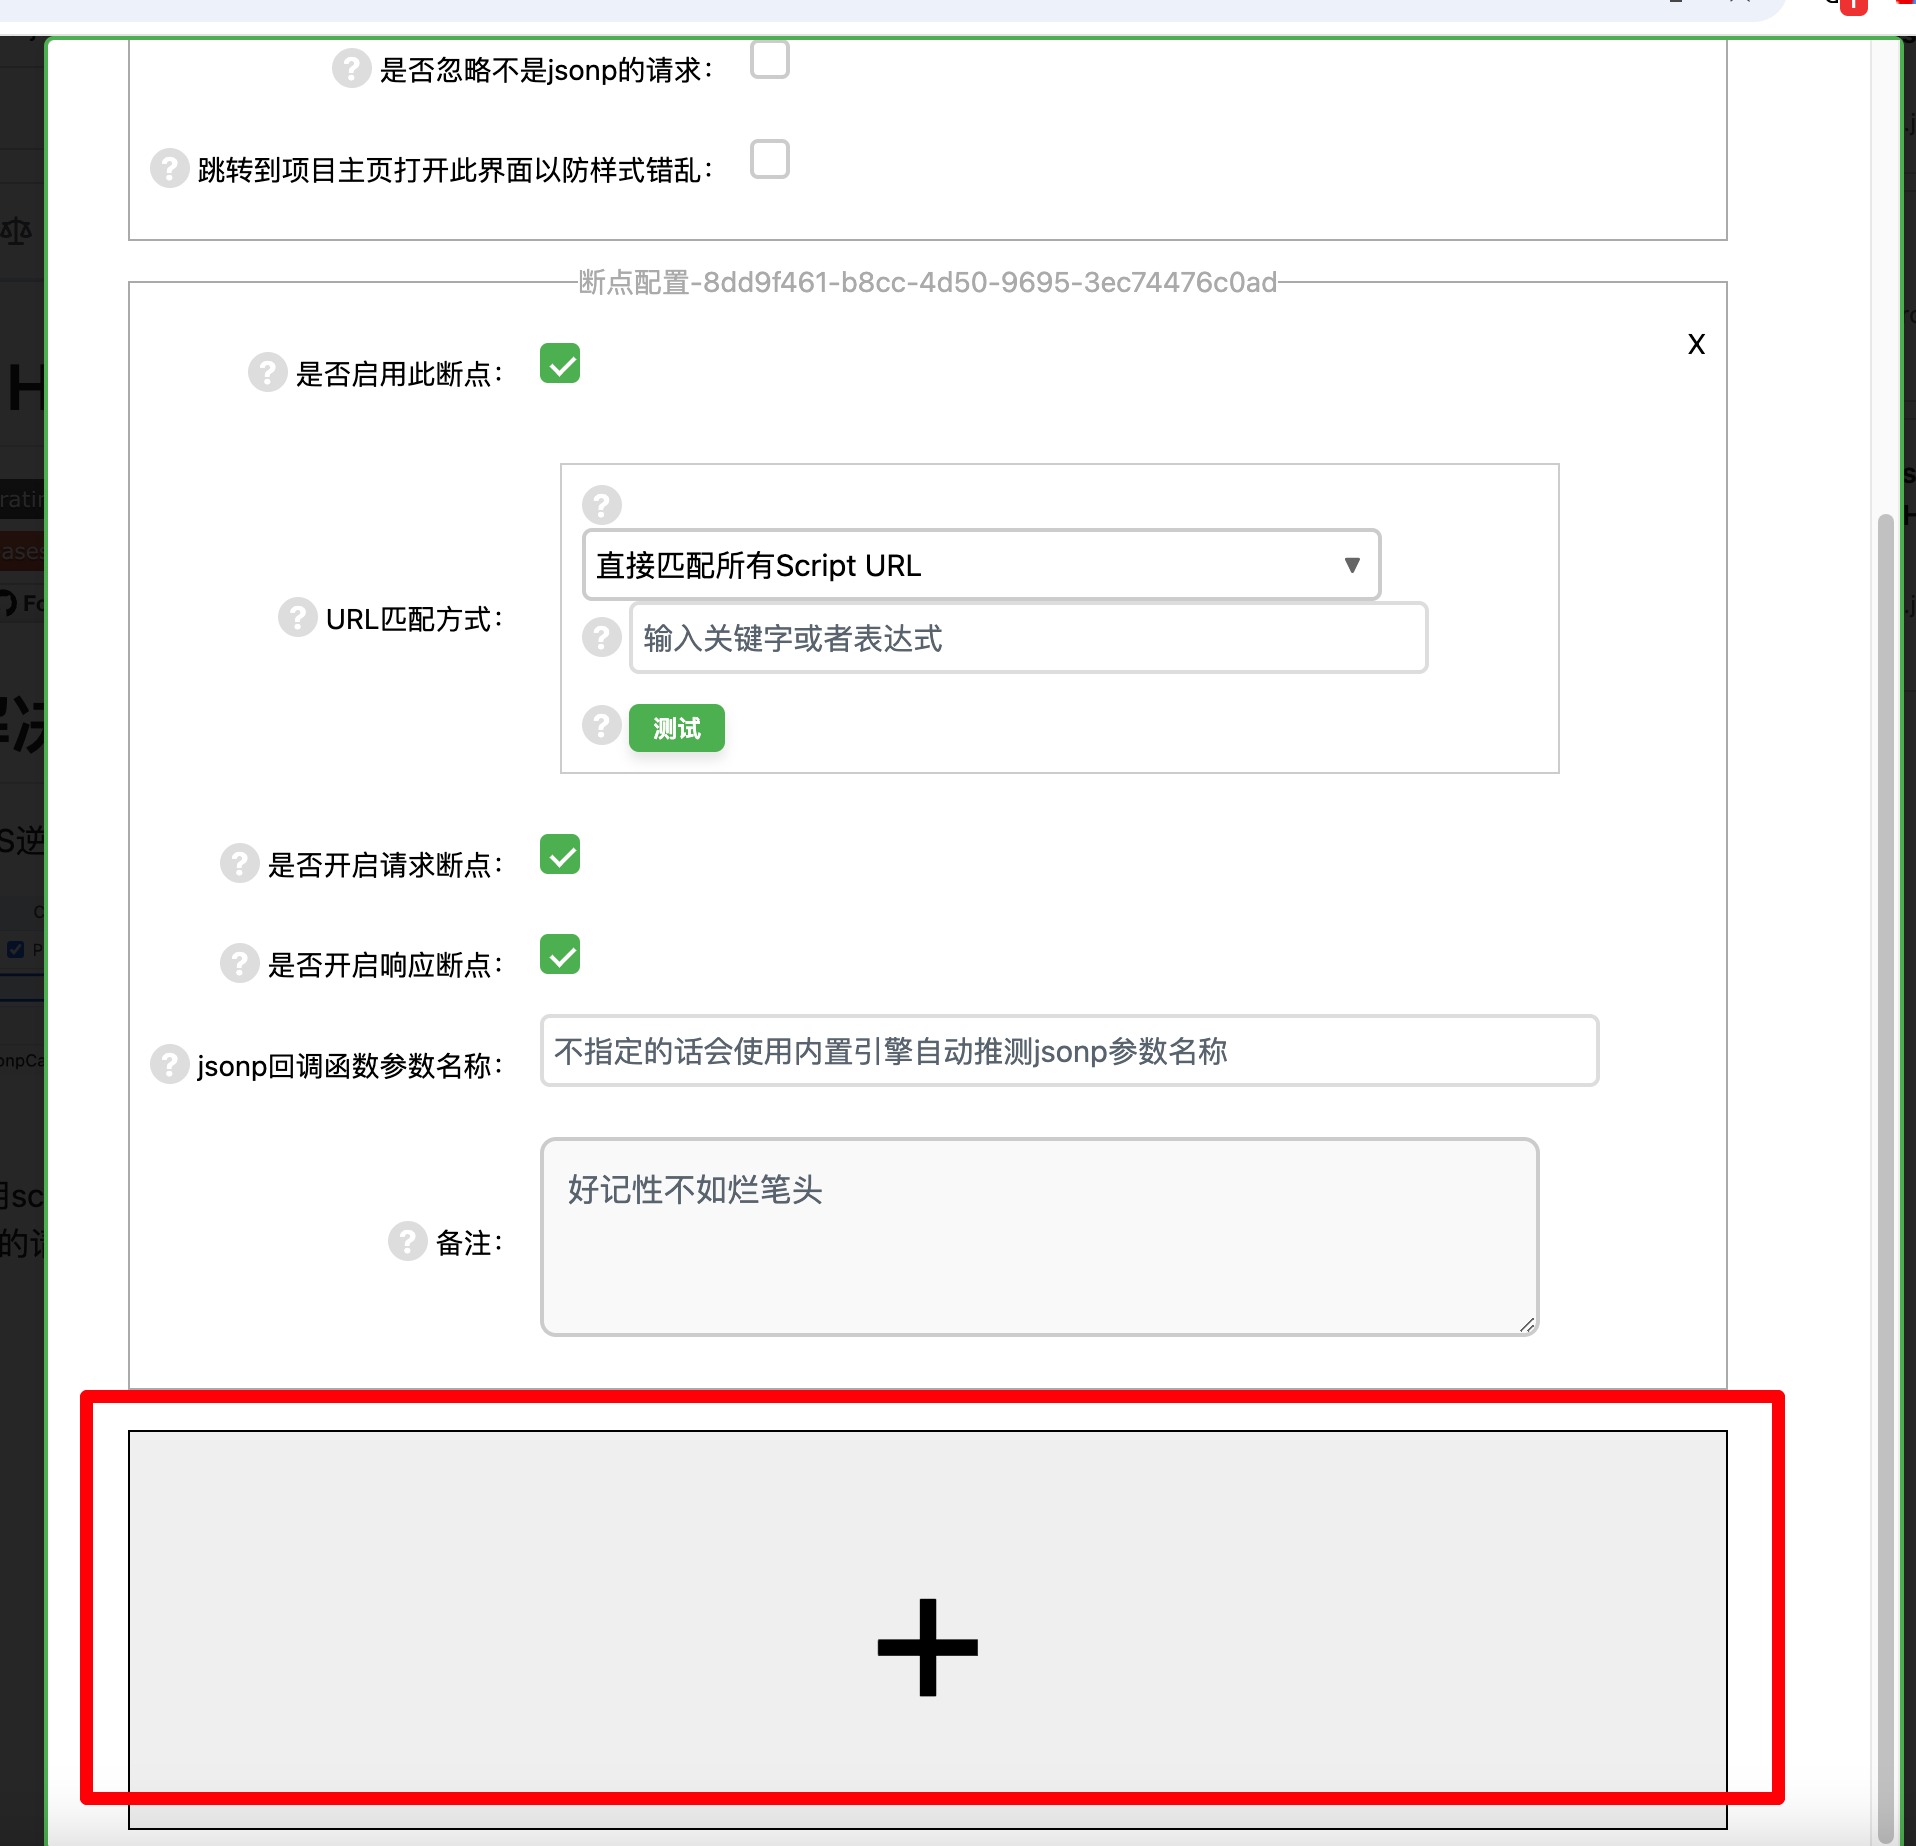 是否忽略不是jsonp的请求：
跳转到项目主页打开此界面以防样式错乱：
断点配置-8dd9f461-b8cc-4d50-9695-3ec74476c0ad
X
是否启用此断点：
直接匹配所有Script URL
URL匹配方式：
输入关键字或者表达式
测试
是否开启请求断点：
是否开启响应断点：
jsonp回调函数参数名称：
不指定的话会使用内置引擎自动推测jsonp参数名称
好记性不如烂笔头
备注：